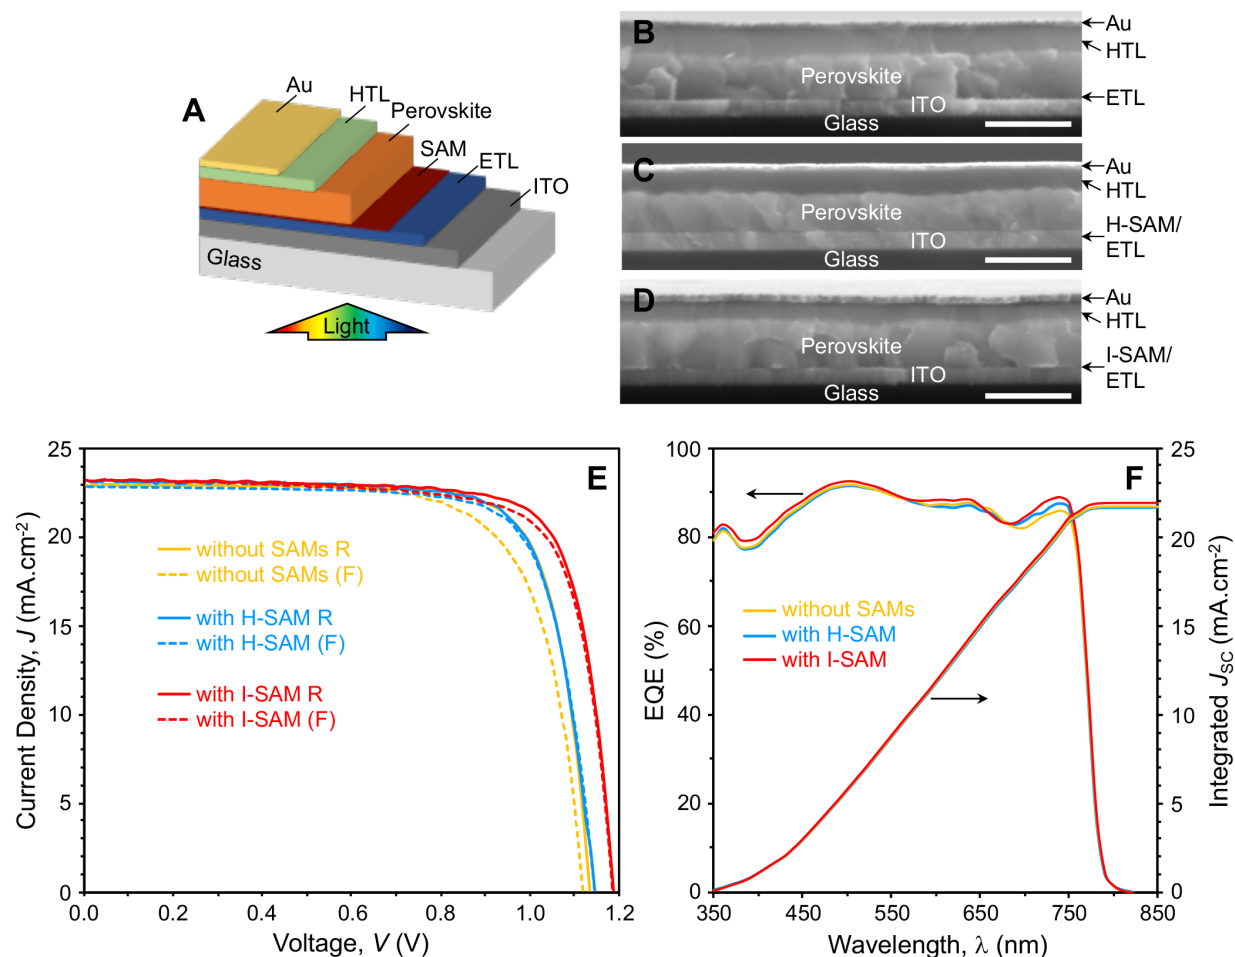 A
Au
HTL
Perovskite
SAM
ETL
ITO
Glass
Light
B
Perovskite
ITO
Glass
Au
HTL
ETL
C
Perovskite
ITO
Glass
Au
HTL
H-SAM/
ETL
D
Perovskite
ITO
Glass
Au
HTL
I-SAM/
ETL
E
25
20
15
10
5
0
Current Density, J (mA.cm⁻²)
without SAMs R
without SAMs (F)
with H-SAM R
with H-SAM (F)
with I-SAM R
with I-SAM (F)
0.0 0.2 0.4 0.6 0.8 1.0 1.2
Voltage, V (V)
F
100
80
60
40
20
0
EQE (%)
without SAMs
with H-SAM
with I-SAM
25
20
15
10
5
0
Integrated J_SC (mA.cm⁻²)
350 450 550 650 750 850
Wavelength, λ (nm)